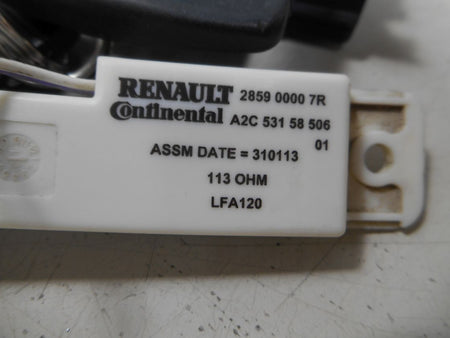 RENAULT 2859 0000 7R
Continental A2C 531 58 506
01
ASSM DATE = 310113
113 OHM
LFA120